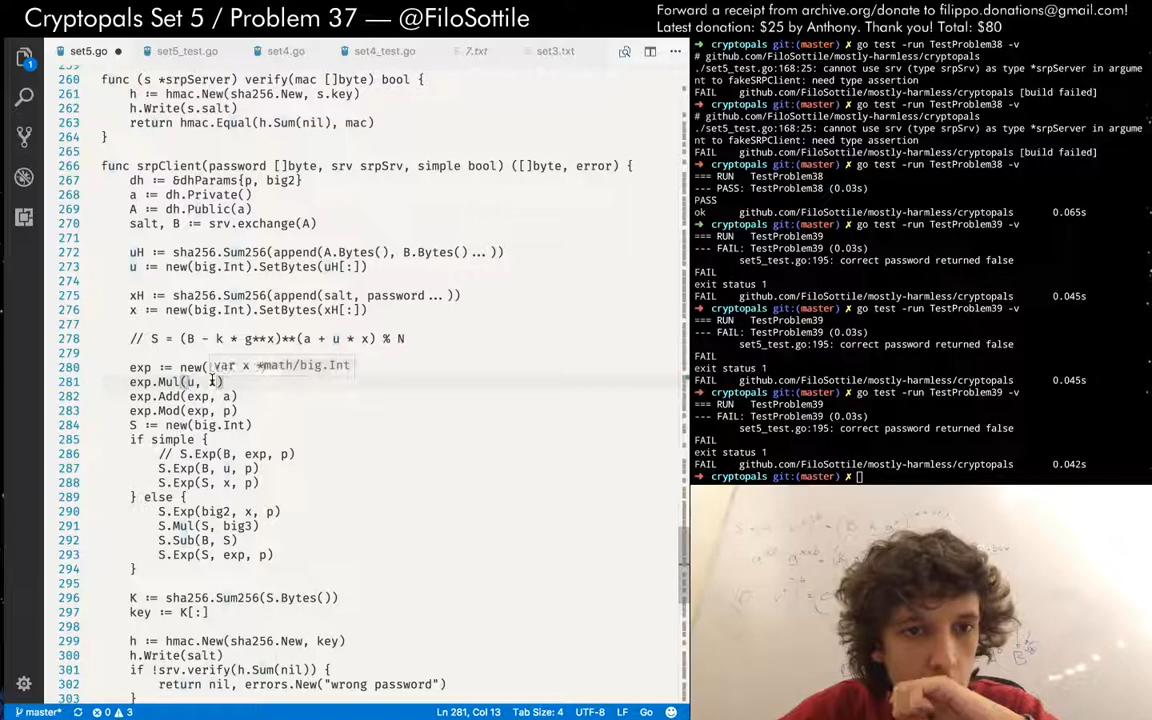 Cryptopals Set 5 / Problem 37 — @FiloSottile
Forward a receipt from archive.org/donate to filippo.donations@gmail.com!
Latest donation: $25 by Anthony. Thank you! Total: $80
set5.go
set5_test.go
set4.go
set4_test.go
7.txt
set3.txt
260 func (s *srpServer) verify(mac []byte) bool {
261 h := hmac.New(sha256.New, s.key)
262 h.Write(s.salt)
263 return hmac.Equal(h.Sum(nil), mac)
264 }
265
266 func srpClient(password []byte, srv srpSrv, simple bool) ([]byte, error) {
267 dh := &dhParams{p, big2}
268 a := dh.Private()
269 A := dh.Public(a)
270 salt, B := srv.exchange(A)
271
272 uH := sha256.Sum256(append(A.Bytes(), B.Bytes()...))
273 u := new(big.Int).SetBytes(uH[:])
274
275 xH := sha256.Sum256(append(salt, password...))
276 x := new(big.Int).SetBytes(xH[:])
277
278 // S = (B - k * g**x)**(a + u * x) % N
279
var x *math/big.Int
280 exp := new(
281 exp.Mul(u, x)
282 exp.Add(exp, a)
283 exp.Mod(exp, p)
284 S := new(big.Int)
285 if simple {
286 // S.Exp(B, exp, p)
287 S.Exp(B, u, p)
288 S.Exp(S, x, p)
289 } else {
290 S.Exp(big2, x, p)
291 S.Mul(S, big3)
292 S.Sub(B, S)
293 S.Exp(S, exp, p)
294 }
295
296 K := sha256.Sum256(S.Bytes())
297 key := K[:]
298
299 h := hmac.New(sha256.New, key)
300 h.Write(salt)
301 if !srv.verify(h.Sum(nil)) {
302 return nil, errors.New("wrong password")
303 }
master* 0 3 Ln 281, Col 13 Tab Size: 4 UTF-8 LF Go
➜ cryptopals git:(master) ✗ go test -run TestProblem38 -v
# github.com/FiloSottile/mostly-harmless/cryptopals
./set5_test.go:168:25: cannot use srv (type srpSrv) as type *srpServer in argume
nt to fakeSRPClient: need type assertion
FAIL github.com/FiloSottile/mostly-harmless/cryptopals [build failed]
➜ cryptopals git:(master) ✗ go test -run TestProblem38 -v
# github.com/FiloSottile/mostly-harmless/cryptopals
./set5_test.go:168:25: cannot use srv (type srpSrv) as type *srpServer in argume
nt to fakeSRPClient: need type assertion
FAIL github.com/FiloSottile/mostly-harmless/cryptopals [build failed]
➜ cryptopals git:(master) ✗ go test -run TestProblem38 -v
=== RUN TestProblem38
--- PASS: TestProblem38 (0.03s)
PASS
ok github.com/FiloSottile/mostly-harmless/cryptopals 0.065s
➜ cryptopals git:(master) ✗ go test -run TestProblem39 -v
=== RUN TestProblem39
--- FAIL: TestProblem39 (0.03s)
set5_test.go:195: correct password returned false
FAIL
exit status 1
FAIL github.com/FiloSottile/mostly-harmless/cryptopals 0.045s
➜ cryptopals git:(master) ✗ go test -run TestProblem39 -v
=== RUN TestProblem39
--- FAIL: TestProblem39 (0.03s)
set5_test.go:195: correct password returned false
FAIL
exit status 1
FAIL github.com/FiloSottile/mostly-harmless/cryptopals 0.045s
➜ cryptopals git:(master) ✗ go test -run TestProblem39 -v
=== RUN TestProblem39
--- FAIL: TestProblem39 (0.03s)
set5_test.go:195: correct password returned false
FAIL
exit status 1
FAIL github.com/FiloSottile/mostly-harmless/cryptopals 0.042s
➜ cryptopals git:(master) ✗